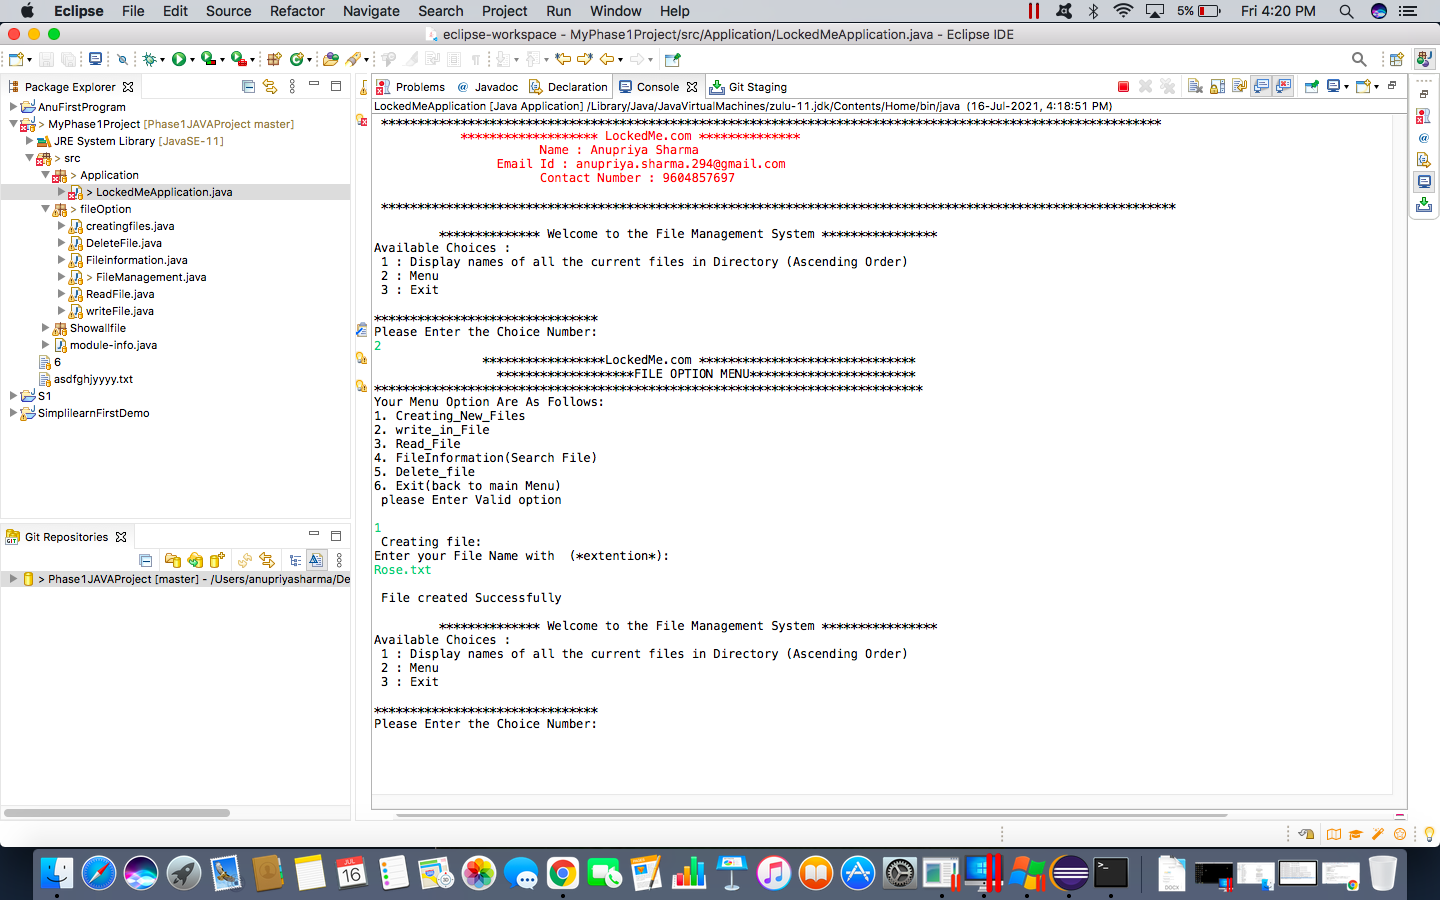 Eclipse File Edit Source Refactor Navigate Search Project Run Window Help 5% Fri 4:20 PM
eclipse-workspace - MyPhase1Project/src/Application/LockedMeApplication.java - Eclipse IDE
Package Explorer
AnuFirstProgram
> MyPhase1Project [Phase1JAVAProject master]
JRE System Library [JavaSE-11]
> src
> Application
> LockedMeApplication.java
> fileOption
creatingfiles.java
DeleteFile.java
Fileinformation.java
> FileManagement.java
ReadFile.java
writeFile.java
Showallfile
module-info.java
6
asdfghjyyyy.txt
S1
SimplilearnFirstDemo
Git Repositories
> Phase1JAVAProject [master] - /Users/anupriyasharma/De
Problems Javadoc Declaration Console Git Staging
LockedMeApplication [Java Application] /Library/Java/JavaVirtualMachines/zulu-11.jdk/Contents/Home/bin/java (16-Jul-2021, 4:18:51 PM)
************************************************************************************************************
******************* LockedMe.com **************
Name : Anupriya Sharma
Email Id : anupriya.sharma.294@gmail.com
Contact Number : 9604857697
**************************************************************************************************************
************** Welcome to the File Management System ****************
Available Choices :
1 : Display names of all the current files in Directory (Ascending Order)
2 : Menu
3 : Exit
*******************************
Please Enter the Choice Number:
2
*****************LockedMe.com ******************************
*******************FILE OPTION MENU***********************
****************************************************************************
Your Menu Option Are As Follows:
1. Creating_New_Files
2. write_in_File
3. Read_File
4. FileInformation(Search File)
5. Delete_file
6. Exit(back to main Menu)
please Enter Valid option
1
Creating file:
Enter your File Name with (*extention*):
Rose.txt
File created Successfully
************** Welcome to the File Management System ****************
Available Choices :
1 : Display names of all the current files in Directory (Ascending Order)
2 : Menu
3 : Exit
*******************************
Please Enter the Choice Number:
JUL
16
DOCX